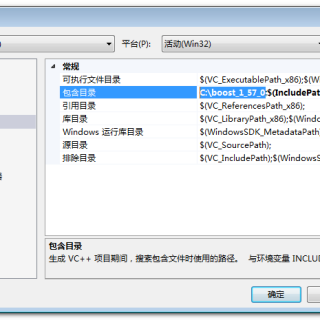 ) 平台(P): 活动(Win32)
常规
可执行文件目录 $(VC_ExecutablePath_x86);$(W
包含目录 C:\boost_1_57_0;$(IncludePat
引用目录 $(VC_ReferencesPath_x86);
库目录 $(VC_LibraryPath_x86);$(Windo
Windows 运行库目录 $(WindowsSDK_MetadataPath)
源目录 $(VC_SourcePath);
排除目录 $(VC_IncludePath);$(WindowsS
包含目录
生成 VC++ 项目期间，搜索包含文件时使用的路径。 与环境变量 INCLU
确定